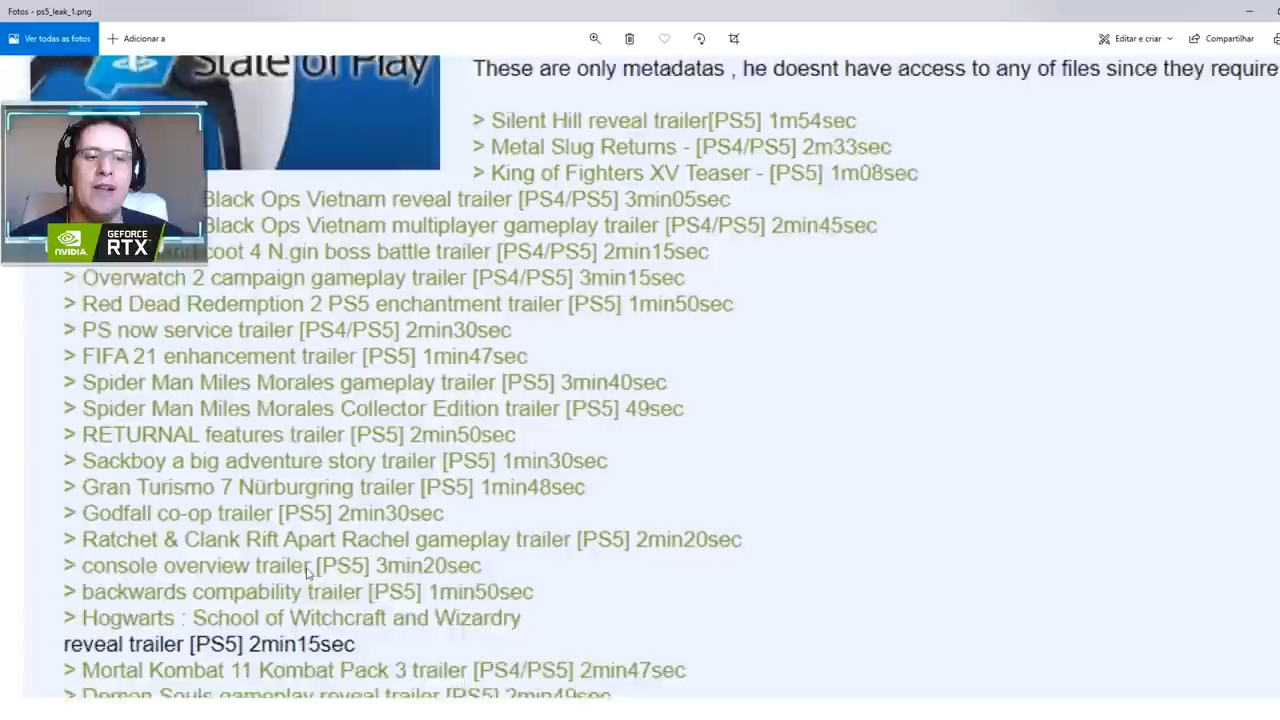 Fotos - ps5_leak_1.png
Ver todas as fotos
Adicionar a
Editar e criar
Compartilhar
State of Play
These are only metadatas , he doesnt have access to any of files since they require
> Silent Hill reveal trailer[PS5] 1m54sec
> Metal Slug Returns - [PS4/PS5] 2m33sec
> King of Fighters XV Teaser - [PS5] 1m08sec
Black Ops Vietnam reveal trailer [PS4/PS5] 3min05sec
Black Ops Vietnam multiplayer gameplay trailer [PS4/PS5] 2min45sec
coot 4 N.gin boss battle trailer [PS4/PS5] 2min15sec
> Overwatch 2 campaign gameplay trailer [PS4/PS5] 3min15sec
> Red Dead Redemption 2 PS5 enchantment trailer [PS5] 1min50sec
> PS now service trailer [PS4/PS5] 2min30sec
> FIFA 21 enhancement trailer [PS5] 1min47sec
> Spider Man Miles Morales gameplay trailer [PS5] 3min40sec
> Spider Man Miles Morales Collector Edition trailer [PS5] 49sec
> RETURNAL features trailer [PS5] 2min50sec
> Sackboy a big adventure story trailer [PS5] 1min30sec
> Gran Turismo 7 Nürburgring trailer [PS5] 1min48sec
> Godfall co-op trailer [PS5] 2min30sec
> Ratchet & Clank Rift Apart Rachel gameplay trailer [PS5] 2min20sec
> console overview trailer [PS5] 3min20sec
> backwards compability trailer [PS5] 1min50sec
> Hogwarts : School of Witchcraft and Wizardry
reveal trailer [PS5] 2min15sec
> Mortal Kombat 11 Kombat Pack 3 trailer [PS4/PS5] 2min47sec
> Demon Souls gameplay reveal trailer [PS5] 2min49sec
NVIDIA
GEFORCE
RTX